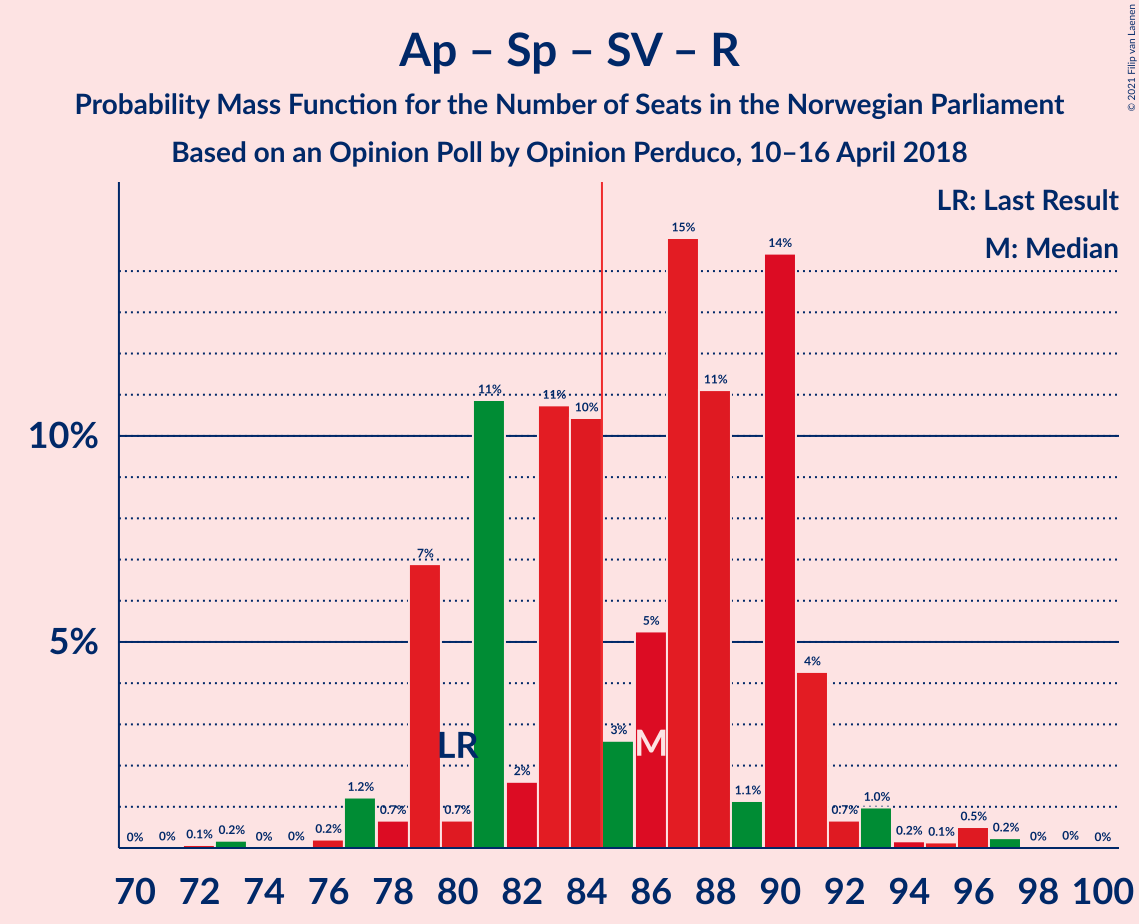 Ap – Sp – SV – R
Probability Mass Function for the Number of Seats in the Norwegian Parliament
Based on an Opinion Poll by Opinion Perduco, 10–16 April 2018
© 2021 Filip van Laenen
LR: Last Result
M: Median
10%
5%
0% 0% 0.1% 0.2% 0% 0% 0.2% 1.2% 0.7% 7% 0.7% 11% 2% 11% 10% 3% 5% 15% 11% 1.1% 14% 4% 0.7% 1.0% 0.2% 0.1% 0.5% 0.2% 0% 0% 0%
LR M
70 72 74 76 78 80 82 84 86 88 90 92 94 96 98 100